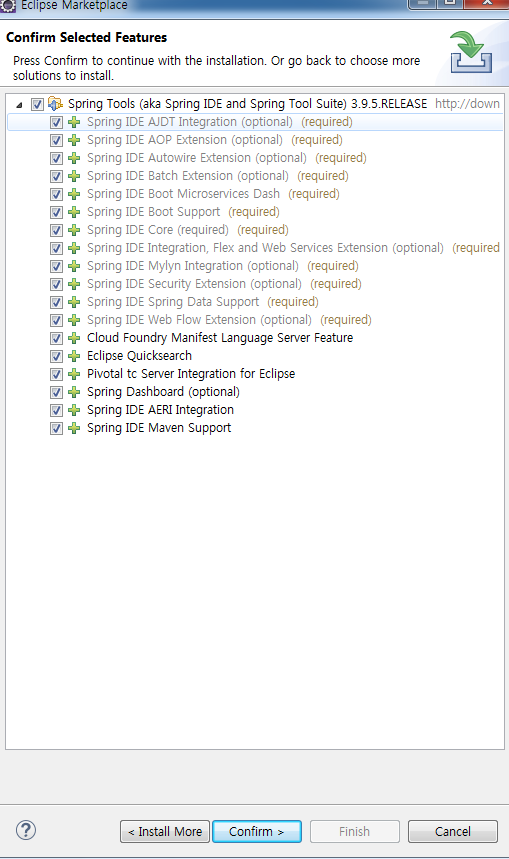 Eclipse Marketplace
Confirm Selected Features
Press Confirm to continue with the installation. Or go back to choose more
solutions to install.
Spring Tools (aka Spring IDE and Spring Tool Suite) 3.9.5.RELEASE http://down
Spring IDE AJDT Integration (optional) (required)
Spring IDE AOP Extension (optional) (required)
Spring IDE Autowire Extension (optional) (required)
Spring IDE Batch Extension (optional) (required)
Spring IDE Boot Microservices Dash (required)
Spring IDE Boot Support (required)
Spring IDE Core (required) (required)
Spring IDE Integration, Flex and Web Services Extension (optional) (required
Spring IDE Mylyn Integration (optional) (required)
Spring IDE Security Extension (optional) (required)
Spring IDE Spring Data Support (required)
Spring IDE Web Flow Extension (optional) (required)
Cloud Foundry Manifest Language Server Feature
Eclipse Quicksearch
Pivotal tc Server Integration for Eclipse
Spring Dashboard (optional)
Spring IDE AERI Integration
Spring IDE Maven Support
? < Install More Confirm > Finish Cancel